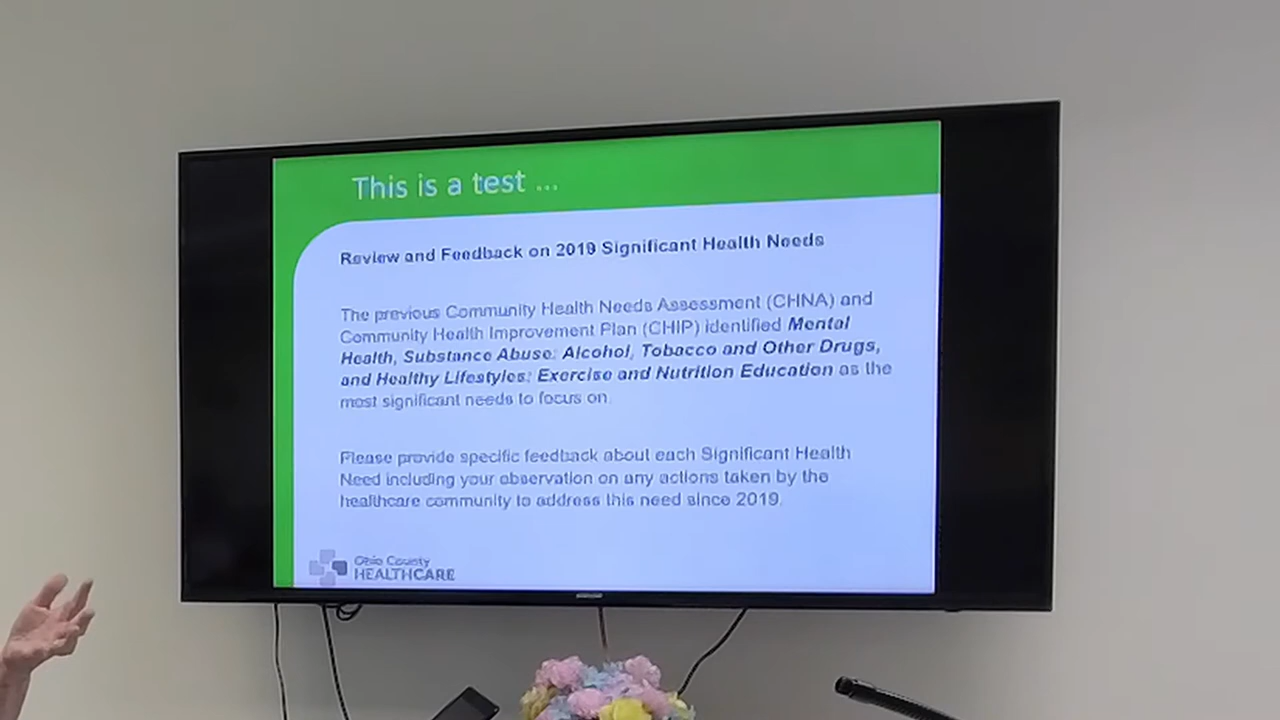 This is a test ...
Review and Feedback on 2019 Significant Health Needs
The previous Community Health Needs Assessment (CHNA) and
Community Health Improvement Plan (CHIP) identified Mental
Health, Substance Abuse: Alcohol, Tobacco and Other Drugs,
and Healthy Lifestyles: Exercise and Nutrition Education as the
most significant needs to focus on.
Please provide specific feedback about each Significant Health
Need including your observation on any actions taken by the
healthcare community to address this need since 2019.
Ohio County
HEALTHCARE